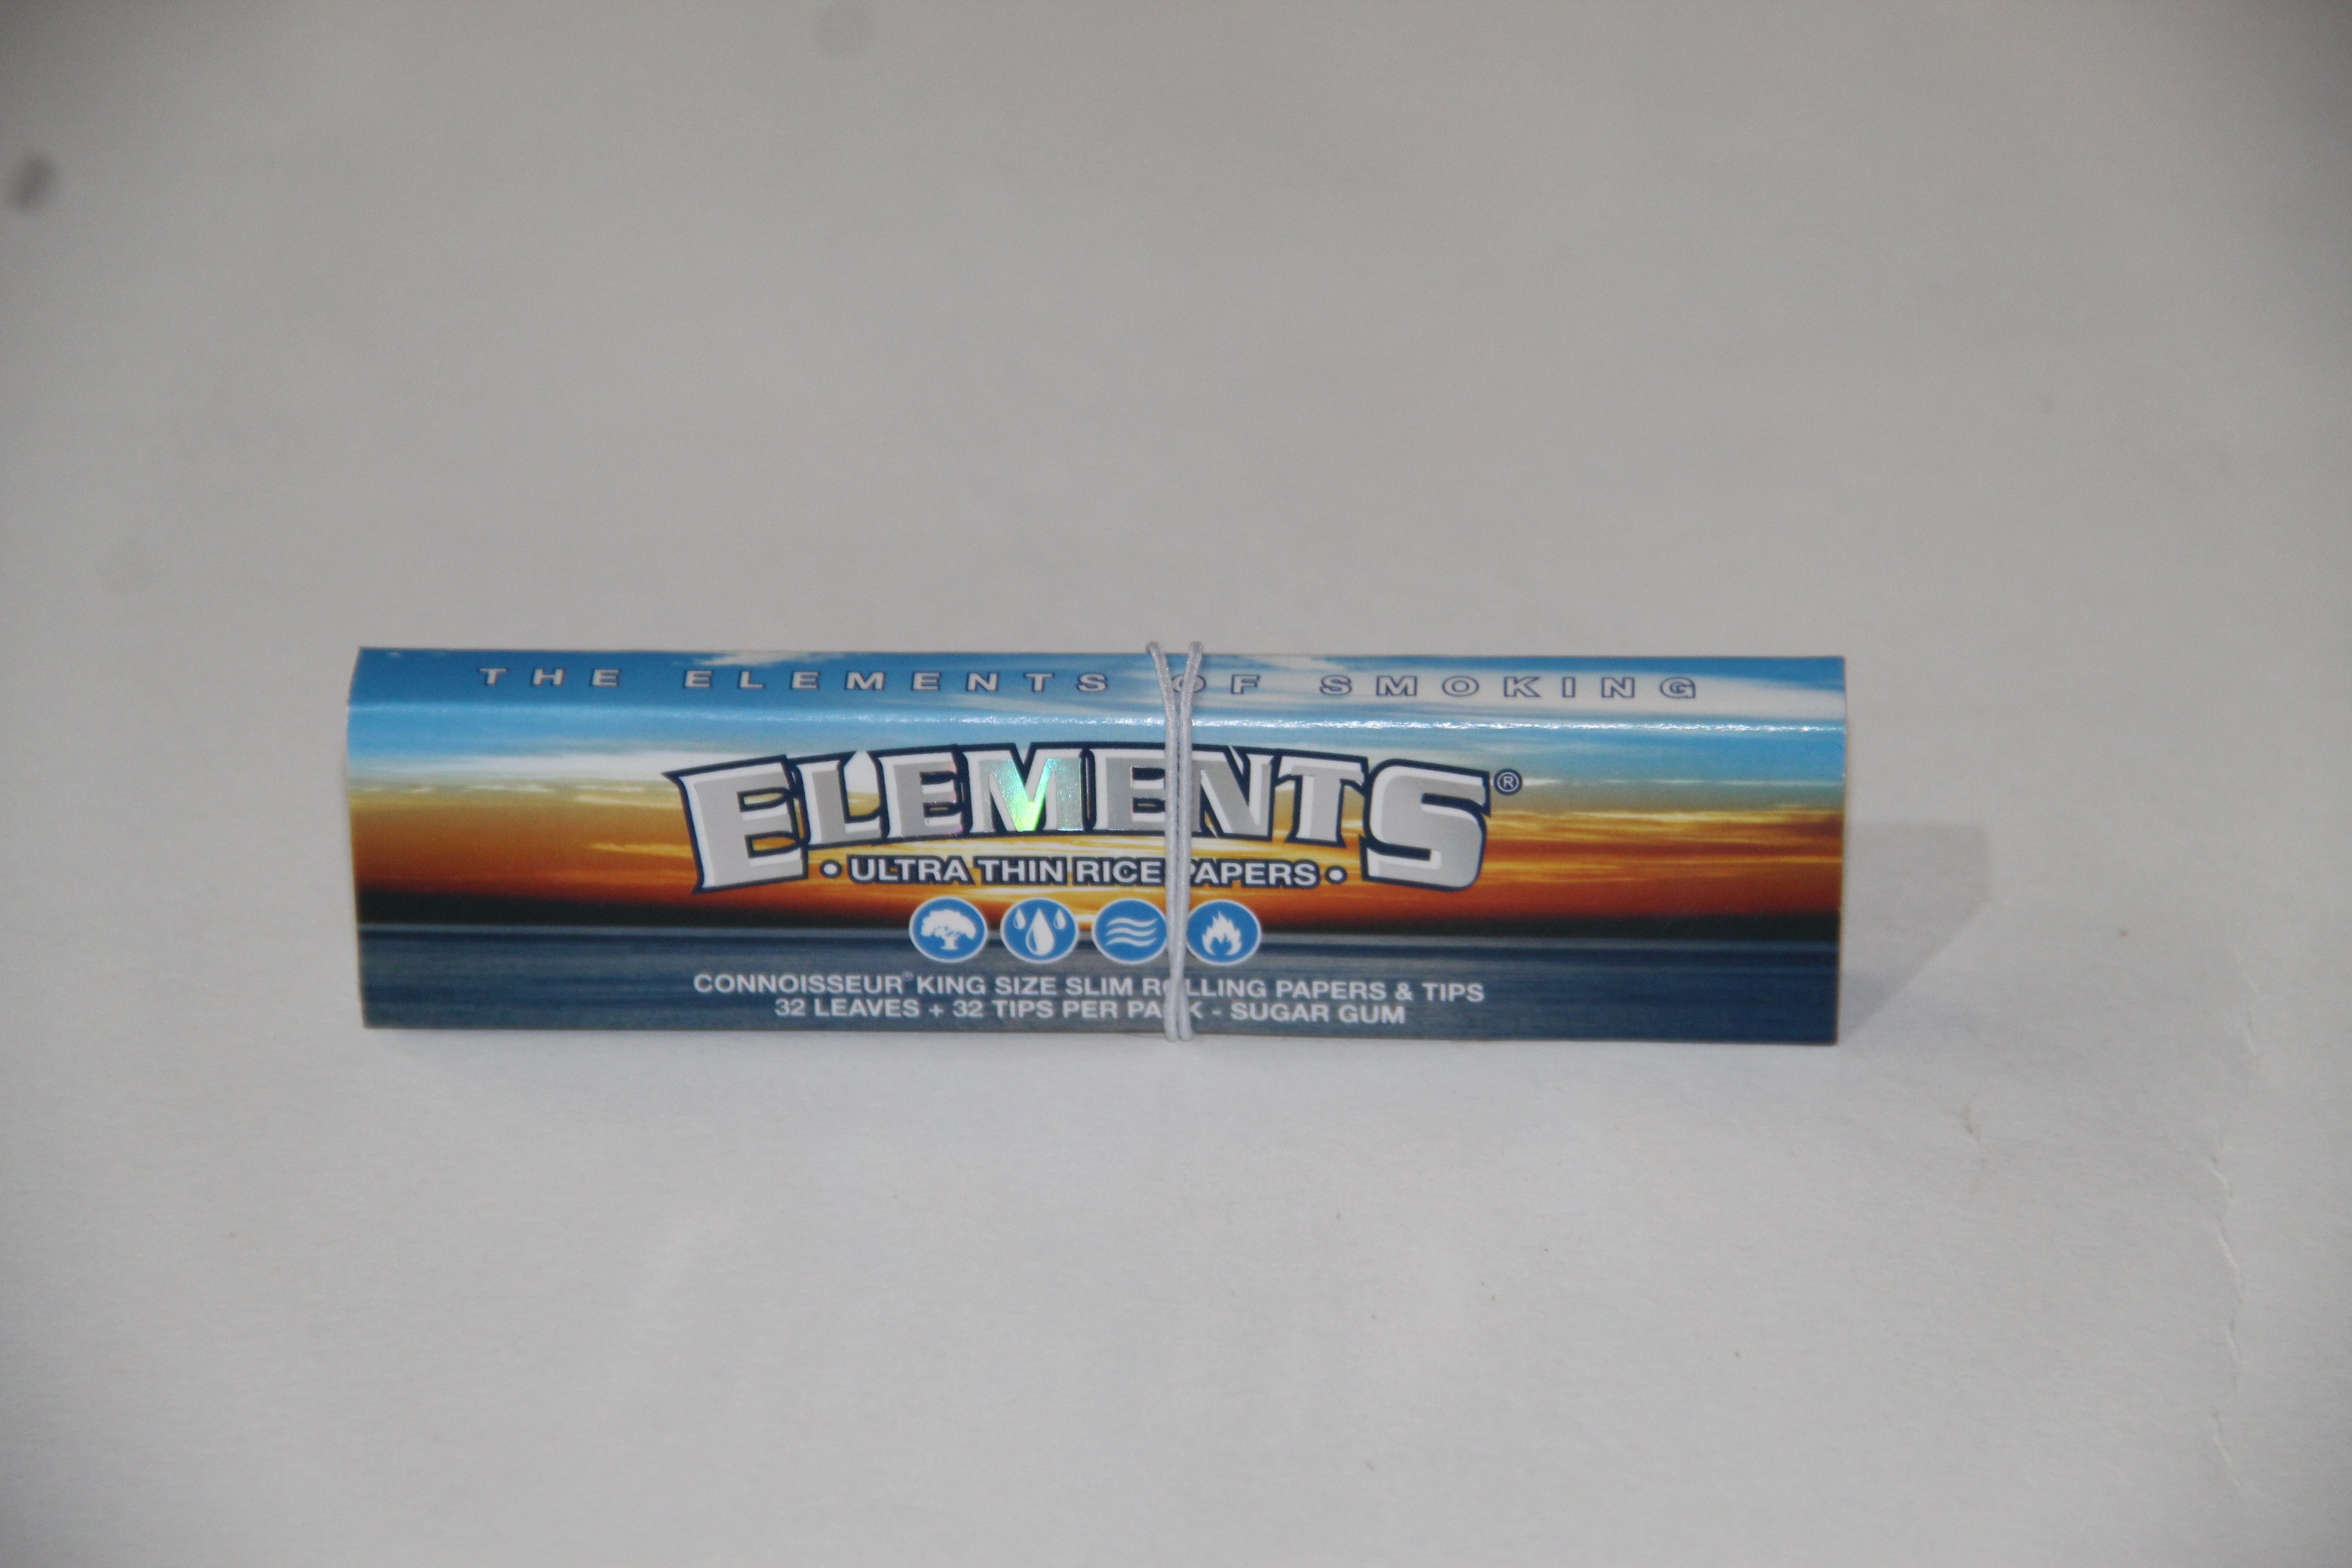 THE ELEMENTS OF SMOKING
ELEMENTS®
• ULTRA THIN RICE PAPERS •
CONNOISSEUR® KING SIZE SLIM ROLLING PAPERS & TIPS
32 LEAVES + 32 TIPS PER PACK - SUGAR GUM